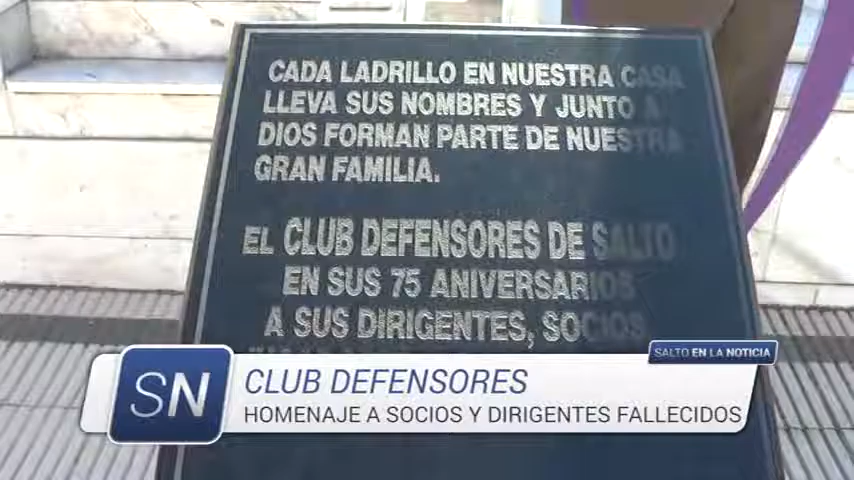 CADA LADRILLO EN NUESTRA CASA
LLEVA SUS NOMBRES Y JUNTO A
DIOS FORMAN PARTE DE NUESTRA
GRAN FAMILIA.
EL CLUB DEFENSORES DE SALTO
EN SUS 75 ANIVERSARIOS
A SUS DIRIGENTES, SOCIOS
SALTO EN LA NOTICIA
SN
CLUB DEFENSORES
HOMENAJE A SOCIOS Y DIRIGENTES FALLECIDOS